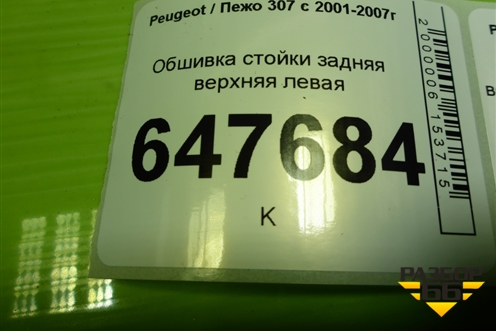 Peugeot / Пежо 307 с 2001-2007г
Обшивка стойки задняя
верхняя левая
647684
К
2000006153715
РАЗБОР
66